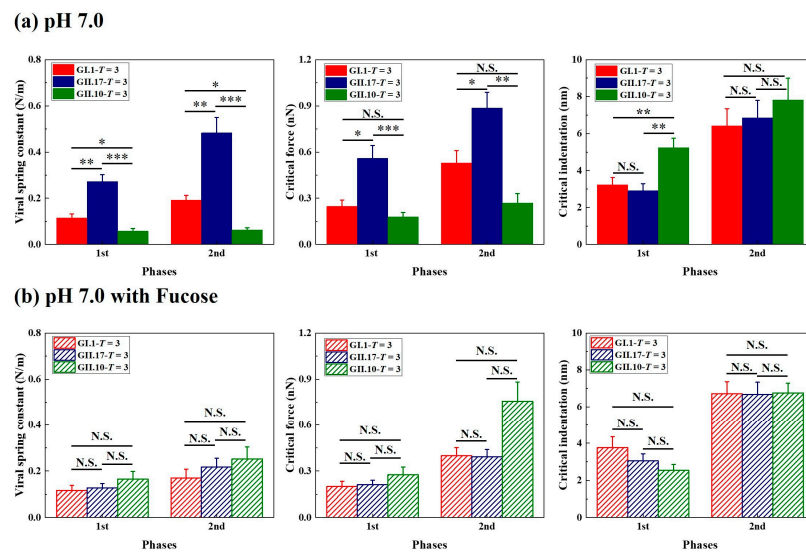 (a) pH 7.0
Viral spring constant (N/m)
0.8
0.6
0.4
0.2
0.0
GI.1-T = 3
GII.17-T = 3
GII.10-T = 3
*
** ***
*
** ***
1st 2nd
Phases
Critical force (nN)
1.2
0.9
0.6
0.3
0.0
GI.1-T = 3
GII.17-T = 3
GII.10-T = 3
N.S.
* ***
N.S.
* **
1st 2nd
Phases
Critical indentation (nm)
10
8
6
4
2
0
GI.1-T = 3
GII.17-T = 3
GII.10-T = 3
**
**
N.S.
N.S.
N.S. N.S.
1st 2nd
Phases
(b) pH 7.0 with Fucose
Viral spring constant (N/m)
0.8
0.6
0.4
0.2
0.0
GI.1-T = 3
GII.17-T = 3
GII.10-T = 3
N.S.
N.S. N.S.
N.S.
N.S. N.S.
1st 2nd
Phases
Critical force (nN)
1.2
0.9
0.6
0.3
0.0
GI.1-T = 3
GII.17-T = 3
GII.10-T = 3
N.S.
N.S. N.S.
N.S.
N.S.
N.S.
1st 2nd
Phases
Critical indentation (nm)
10
8
6
4
2
0
GI.1-T = 3
GII.17-T = 3
GII.10-T = 3
N.S.
N.S.
N.S.
N.S.
N.S. N.S.
1st 2nd
Phases